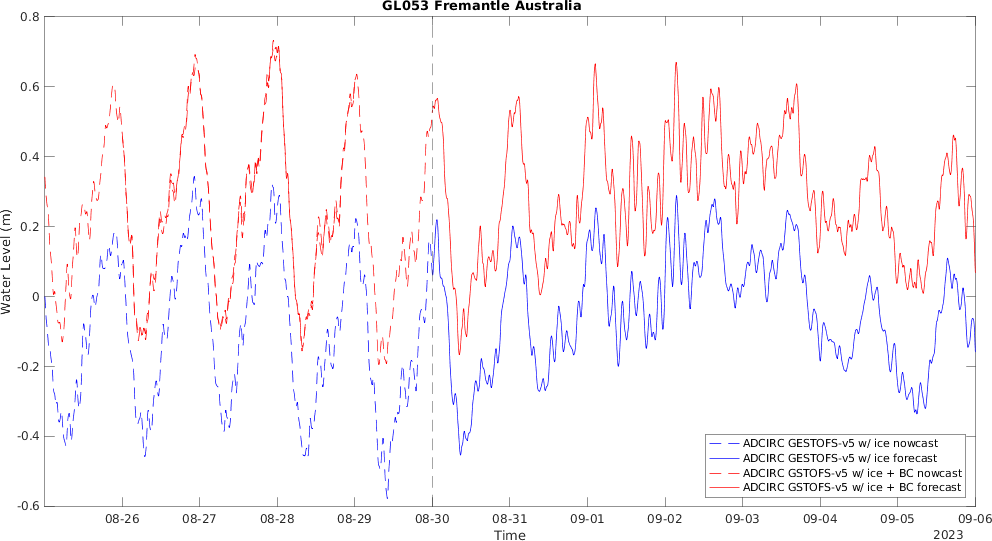 GL053 Fremantle Australia
0.8
0.6
0.4
0.2
0
-0.2
-0.4
-0.6
Water Level (m)
ADCIRC GESTOFS-v5 w/ ice nowcast
ADCIRC GESTOFS-v5 w/ ice forecast
ADCIRC GSTOFS-v5 w/ ice + BC nowcast
ADCIRC GSTOFS-v5 w/ ice + BC forecast
08-26 08-27 08-28 08-29 08-30 08-31 09-01 09-02 09-03 09-04 09-05 09-06
Time
2023